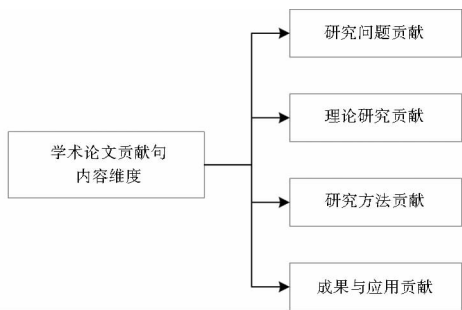 学术论文贡献句
内容维度
研究问题贡献
理论研究贡献
研究方法贡献
成果与应用贡献